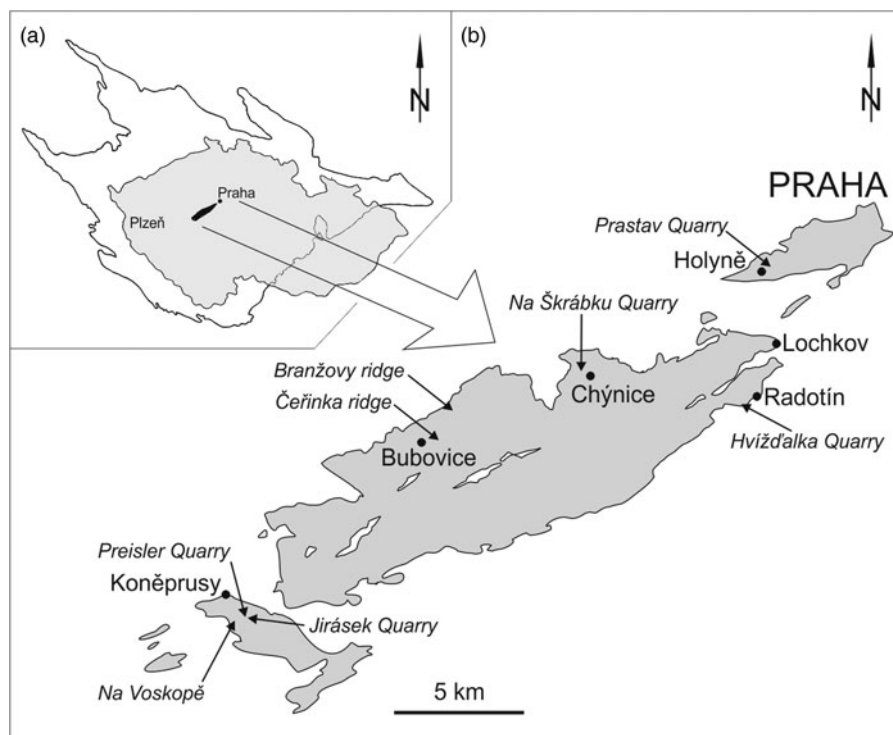 (a)
N
Praha
Plzeň
(b)
N
PRAHA
Prastav Quarry
Holyně
Na Škrábku Quarry
Lochkov
Branžovy ridge
Chýnice
Radotín
Čeřinka ridge
Hvížďalka Quarry
Bubovice
Preisler Quarry
Koněprusy
Jirásek Quarry
Na Voskopě
5 km